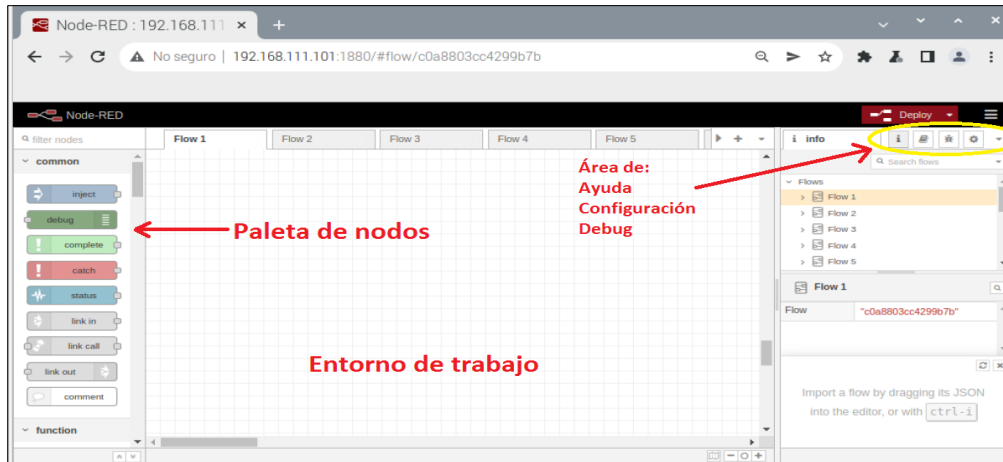 Node-RED : 192.168.111
No seguro | 192.168.111.101:1880/#flow/c0a8803cc4299b7b
Node-RED
Deploy
filter nodes
Flow 1
Flow 2
Flow 3
Flow 4
Flow 5
i info
common
Search flows
inject
debug
complete
catch
status
link in
link call
link out
comment
function
Paleta de nodos
Entorno de trabajo
Área de:
Ayuda
Configuración
Debug
Flows
Flow 1
Flow 2
Flow 3
Flow 4
Flow 5
Flow 1
Flow "c0a8803cc4299b7b"
Import a flow by dragging its JSON
into the editor, or with ctrl-i